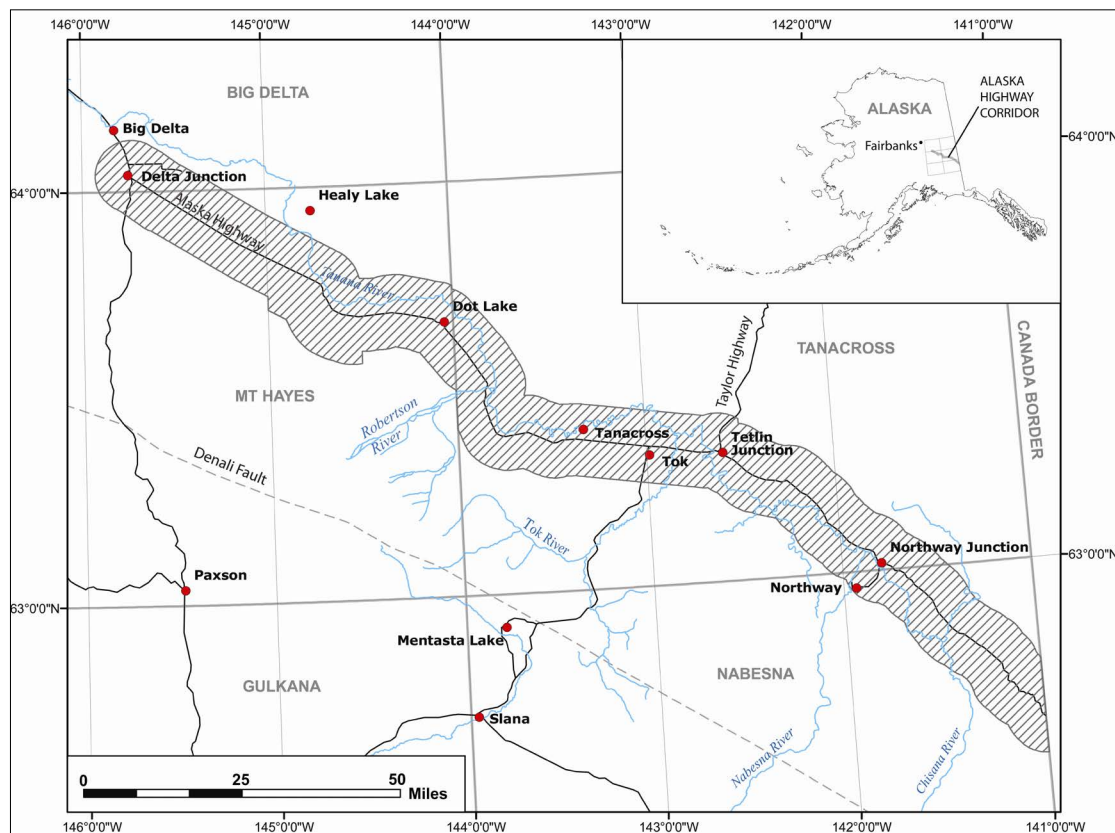 146°0'0"W
145°0'0"W
144°0'0"W
143°0'0"W
142°0'0"W
141°0'0"W
BIG DELTA
ALASKA
ALASKA
HIGHWAY
CORRIDOR
Fairbanks
64°0'0"N
64°0'0"N
Big Delta
Delta Junction
Healy Lake
Alaska Highway
Tanana River
Dot Lake
MT HAYES
TANACROSS
CANADA BORDER
Taylor Highway
Robertson
River
Denali Fault
Tanacross
Tok
Tetlin
Junction
Tok River
Northway Junction
Northway
63°0'0"N
63°0'0"N
Paxson
Mentasta Lake
GULKANA
NABESNA
Slana
Nabesna River
Chisana River
0
25
50
Miles
146°0'0"W
145°0'0"W
144°0'0"W
143°0'0"W
142°0'0"W
141°0'0"W